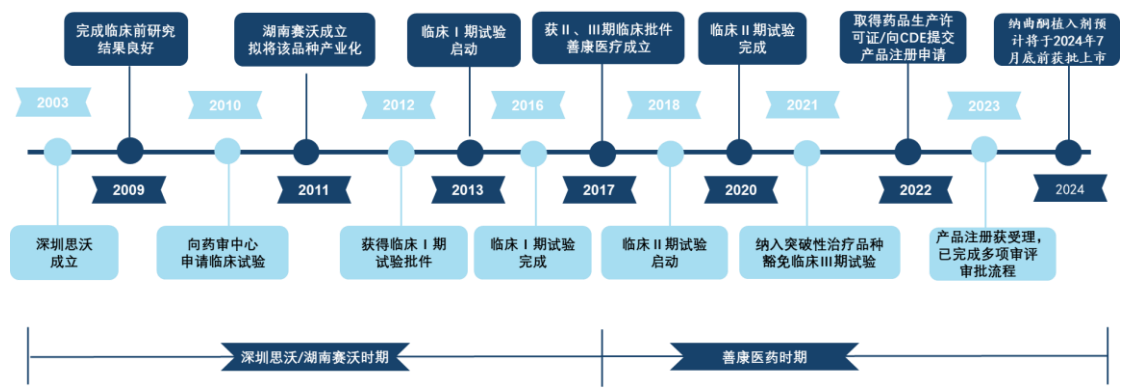 完成临床前研究
结果良好
湖南赛沃成立
拟将该品种产业化
临床Ⅰ期试验
启动
获Ⅱ、Ⅲ期临床批件
善康医疗成立
临床Ⅱ期试验
完成
取得药品生产许
可证/向CDE提交
产品注册申请
纳曲酮植入剂预
计将于2024年7
月底前获批上市
2003
2010
2012
2016
2018
2021
2023
2009
2011
2013
2017
2020
2022
2024
深圳思沃
成立
向药审中心
申请临床试验
获得临床Ⅰ期
试验批件
临床Ⅰ期试验
完成
临床Ⅱ期试验
启动
纳入突破性治疗品种
豁免临床Ⅲ期试验
产品注册获受理，
已完成多项审评
审批流程
深圳思沃/湖南赛沃时期
善康医药时期